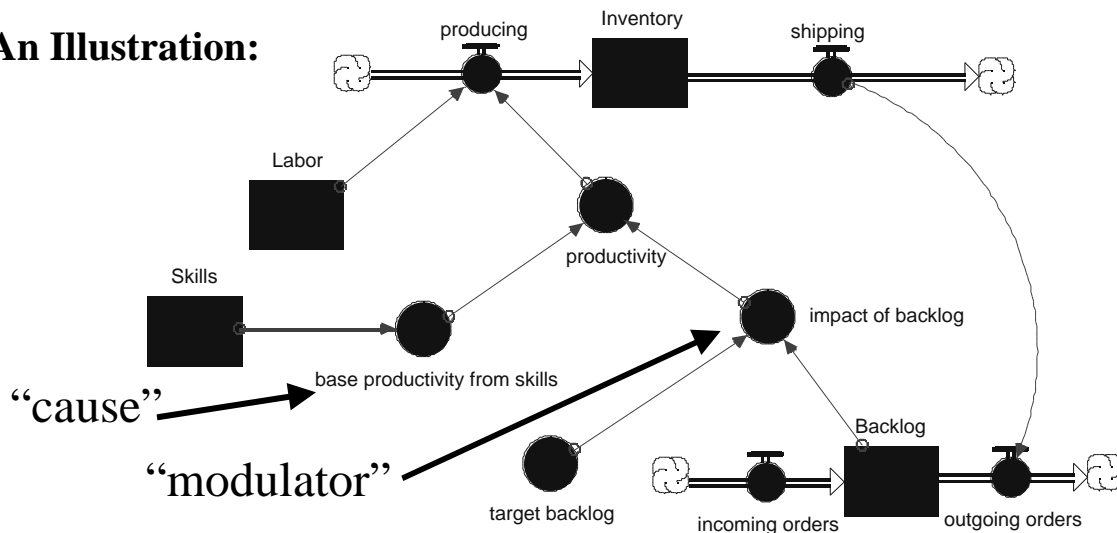 An Illustration:
producing
Inventory
shipping
Labor
productivity
Skills
impact of backlog
base productivity from skills
“cause”
“modulator”
Backlog
target backlog
incoming orders
outgoing orders